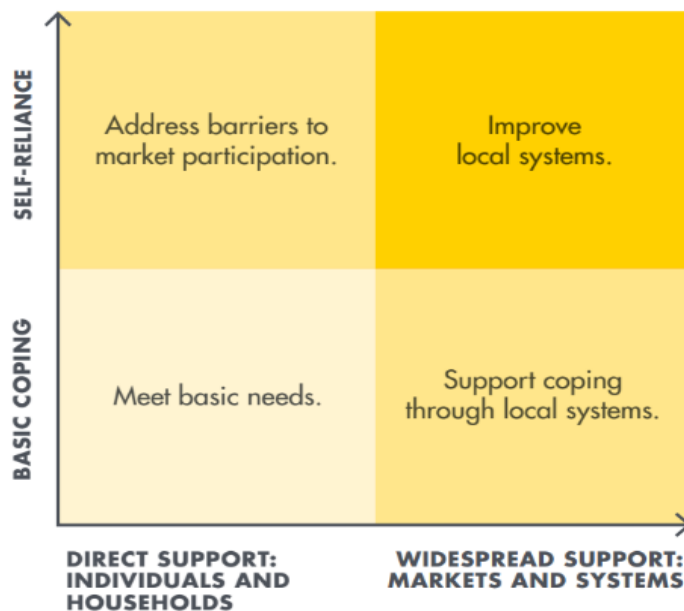 SELF-RELIANCE
Address barriers to
market participation.
Improve
local systems.
BASIC COPING
Meet basic needs.
Support coping
through local systems.
DIRECT SUPPORT:
INDIVIDUALS AND
HOUSEHOLDS
WIDESPREAD SUPPORT:
MARKETS AND SYSTEMS